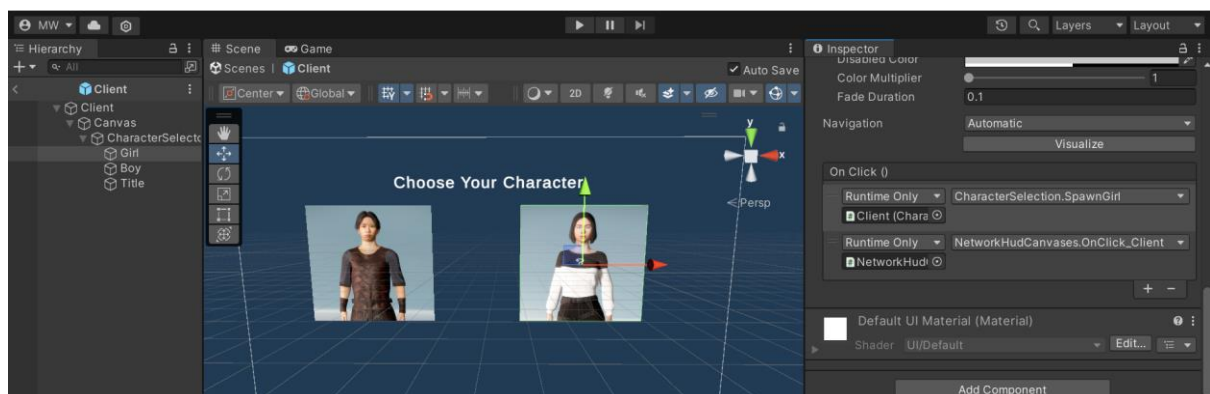 MW
Layers
Layout
Hierarchy
All
Client
Client
Canvas
CharacterSelecto
Girl
Boy
Title
Scene
Game
Scenes | Client
Auto Save
Center
Global
2D
y
x
Persp
Choose Your Character
Inspector
Disabled Color
Color Multiplier 1
Fade Duration 0.1
Navigation Automatic
Visualize
On Click ()
Runtime Only CharacterSelection.SpawnGirl
Client (Chara
Runtime Only NetworkHudCanvases.OnClick_Client
NetworkHud(
+ -
Default UI Material (Material)
Shader UI/Default Edit...
Add Component